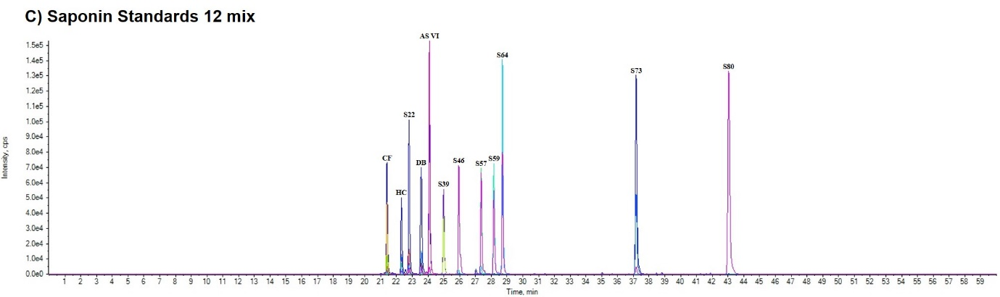 C) Saponin Standards 12 mix
AS VI
1.5e5
S64
1.4e5
S80
S73
1.3e5
1.2e5
1.1e5
S22
1.0e5
9.0e4
8.0e4
CF
DB
S46
S57
S59
7.0e4
6.0e4
HC
S39
5.0e4
4.0e4
3.0e4
2.0e4
1.0e4
0.0e0
Intensity, cps
1 2 3 4 5 6 7 8 9 10 11 12 13 14 15 16 17 18 19 20 21 22 23 24 25 26 27 28 29 30 31 32 33 34 35 36 37 38 39 40 41 42 43 44 45 46 47 48 49 50 51 52 53 54 55 56 57 58 59
Time, min